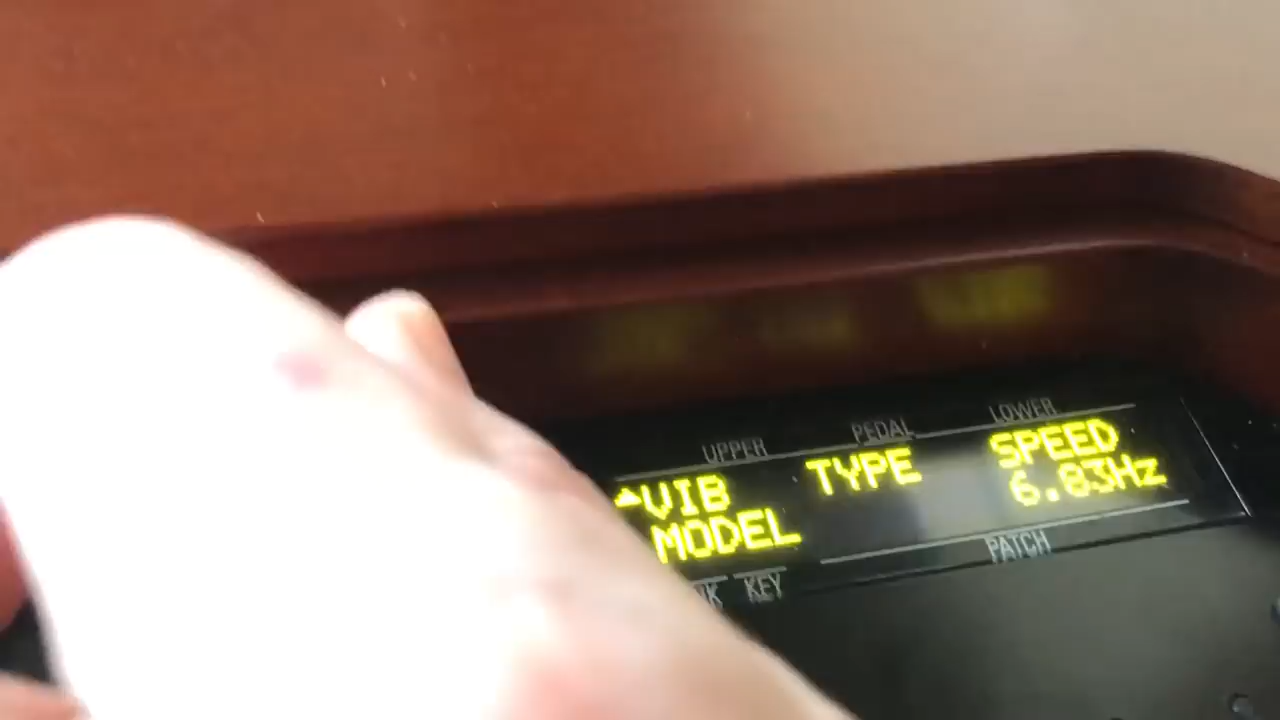 UPPER PEDAL LOWER
VIB TYPE SPEED
MODEL 6.83Hz
KEY PATCH